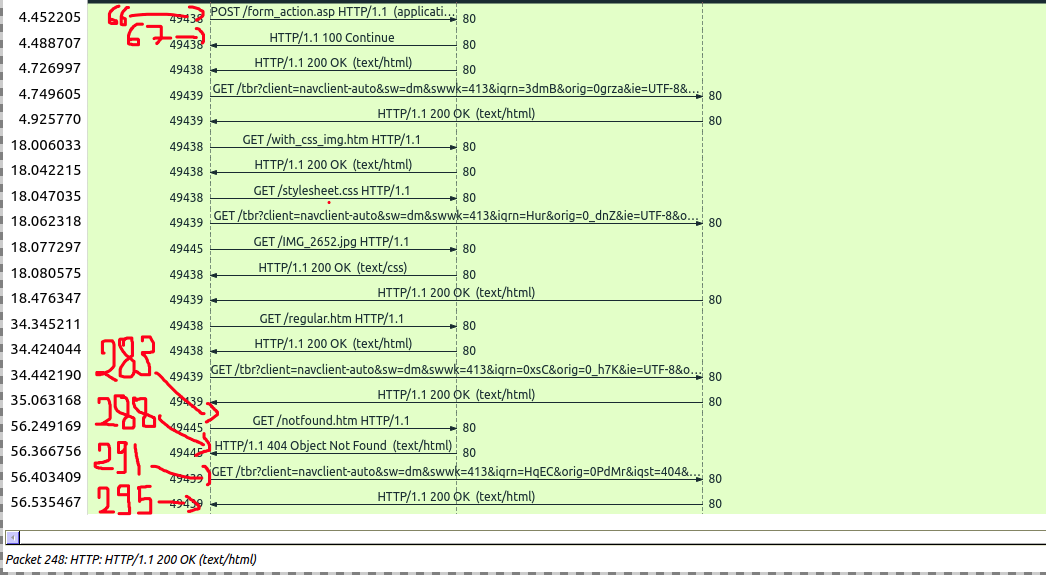 4.452205 66 49438 POST /form_action.asp HTTP/1.1 (applicati... 80
4.488707 67 49438 HTTP/1.1 100 Continue 80
4.726997 49438 HTTP/1.1 200 OK (text/html) 80
4.749605 49439 GET /tbr?client=navclient-auto&sw=dm&swwk=413&iqrn=3dmB&orig=0grza&ie=UTF-8&... 80
4.925770 49439 HTTP/1.1 200 OK (text/html) 80
18.006033 49438 GET /with_css_img.htm HTTP/1.1 80
18.042215 49438 HTTP/1.1 200 OK (text/html) 80
18.047035 49438 GET /stylesheet.css HTTP/1.1 80
18.062318 49439 GET /tbr?client=navclient-auto&sw=dm&swwk=413&iqrn=Hur&orig=0_dnZ&ie=UTF-8&o... 80
18.077297 49445 GET /IMG_2652.jpg HTTP/1.1 80
18.080575 49438 HTTP/1.1 200 OK (text/css) 80
18.476347 49439 HTTP/1.1 200 OK (text/html) 80
34.345211 49438 GET /regular.htm HTTP/1.1 80
34.424044 49438 HTTP/1.1 200 OK (text/html) 80
34.442190 283 49439 GET /tbr?client=navclient-auto&sw=dm&swwk=413&iqrn=0xsC&orig=0_h7K&ie=UTF-8&o... 80
35.063168 49439 HTTP/1.1 200 OK (text/html) 80
56.249169 288 49445 GET /notfound.htm HTTP/1.1 80
56.366756 291 49445 HTTP/1.1 404 Object Not Found (text/html) 80
56.403409 49439 GET /tbr?client=navclient-auto&sw=dm&swwk=413&iqrn=HqEC&orig=0PdMr&iqst=404&... 80
56.535467 295 49439 HTTP/1.1 200 OK (text/html) 80
Packet 248: HTTP: HTTP/1.1 200 OK (text/html)